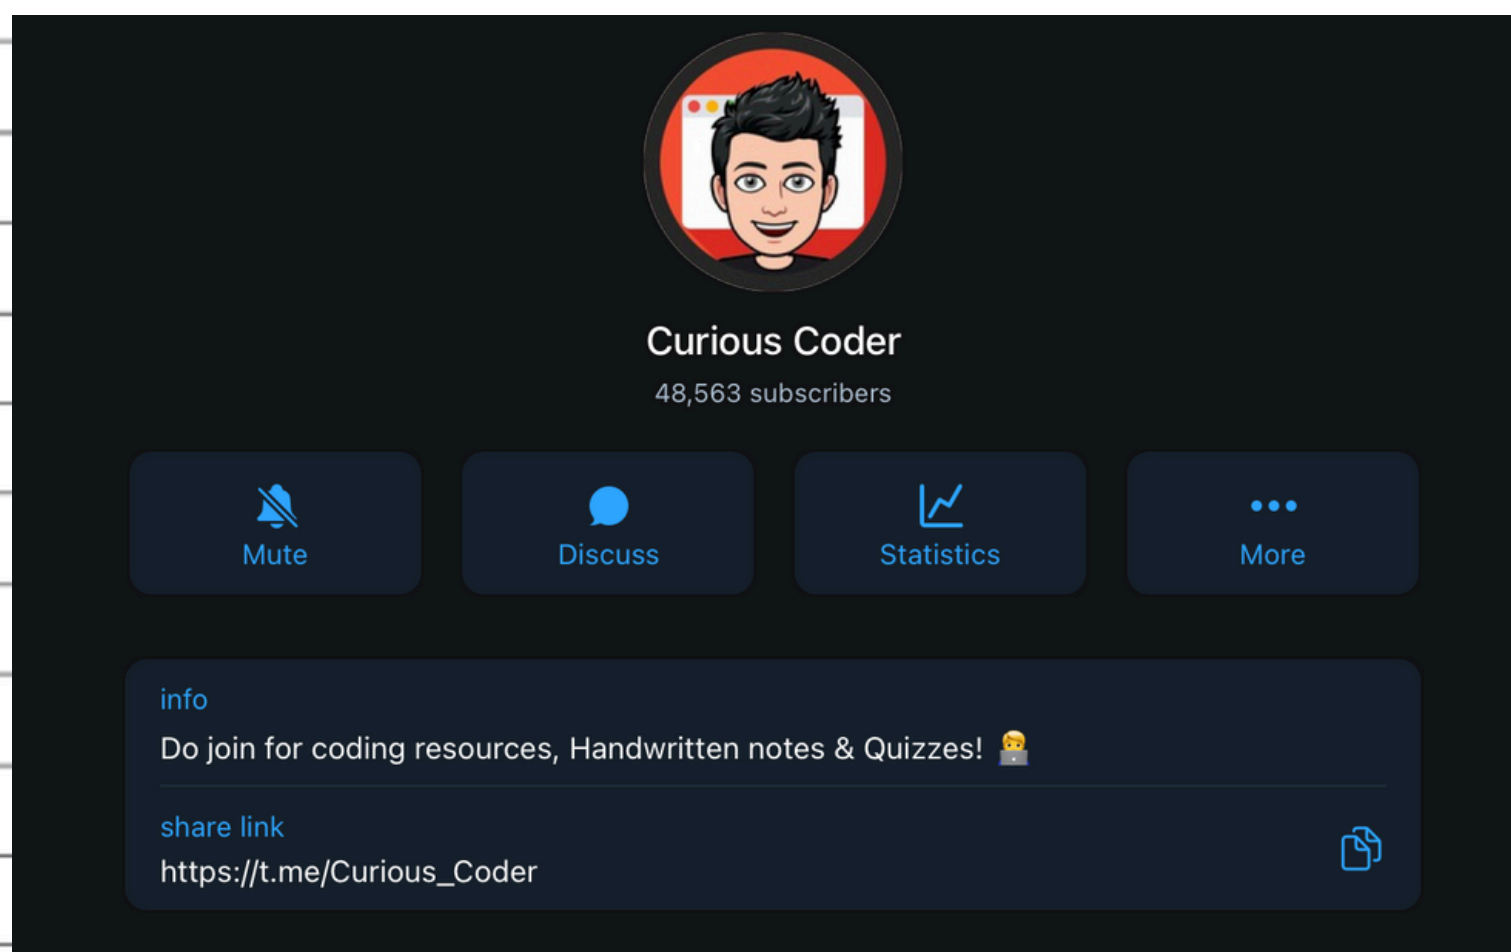 Curious Coder
48,563 subscribers
Mute
Discuss
Statistics
More
info
Do join for coding resources, Handwritten notes & Quizzes! 🧑‍💻
share link
https://t.me/Curious_Coder